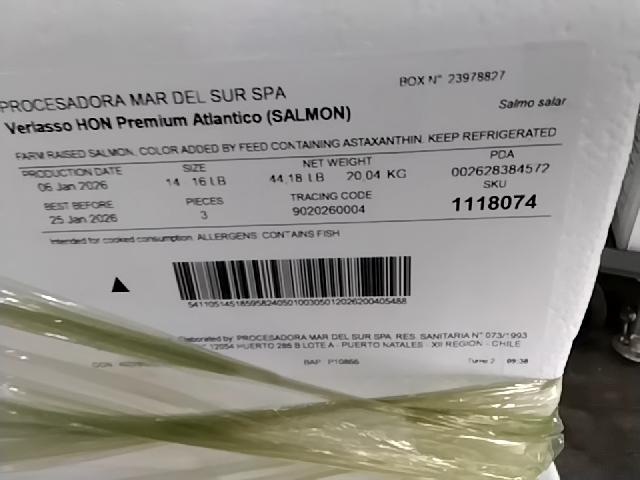 PROCESADORA MAR DEL SUR SPA
BOX N° 23978827
Verlasso HON Premium Atlantico (SALMON)
Salmo salar
FARM RAISED SALMON, COLOR ADDED BY FEED CONTAINING ASTAXANTHIN. KEEP REFRIGERATED
PRODUCTION DATE SIZE NET WEIGHT PDA
06 Jan 2026 14 16 LB 44,18 LB 20,04 KG 002628384572
BEST BEFORE PIECES TRACING CODE SKU
25 Jan 2026 3 9020260004 1118074
Intended for cooked consumption. ALLERGENS: CONTAINS FISH
Elaborated by: PROCESADORA MAR DEL SUR SPA. RES. SANITARIA N° 073/1993
12054 HUERTO 286 B LOTE A - PUERTO NATALES - XII REGION - CHILE
BAP P10866 Turno 2 09:38